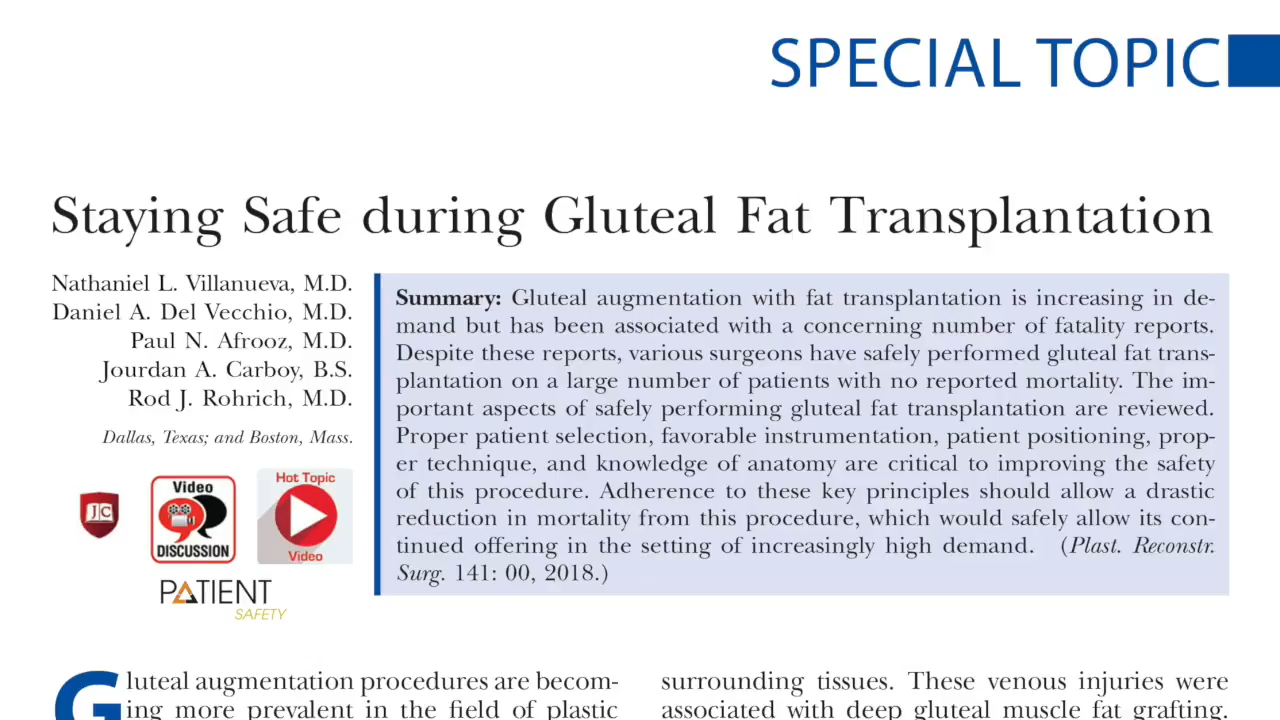 SPECIAL TOPIC
Staying Safe during Gluteal Fat Transplantation
Nathaniel L. Villanueva, M.D.
Daniel A. Del Vecchio, M.D.
Paul N. Afrooz, M.D.
Jourdan A. Carboy, B.S.
Rod J. Rohrich, M.D.
Dallas, Texas; and Boston, Mass.
JC
Video
DISCUSSION
Hot Topic
Video
PATIENT
SAFETY
Summary: Gluteal augmentation with fat transplantation is increasing in de-
mand but has been associated with a concerning number of fatality reports.
Despite these reports, various surgeons have safely performed gluteal fat trans-
plantation on a large number of patients with no reported mortality. The im-
portant aspects of safely performing gluteal fat transplantation are reviewed.
Proper patient selection, favorable instrumentation, patient positioning, prop-
er technique, and knowledge of anatomy are critical to improving the safety
of this procedure. Adherence to these key principles should allow a drastic
reduction in mortality from this procedure, which would safely allow its con-
tinued offering in the setting of increasingly high demand. (Plast. Reconstr.
Surg. 141: 00, 2018.)
Gluteal augmentation procedures are becom-
ing more prevalent in the field of plastic
surrounding tissues. These venous injuries were
associated with deep gluteal muscle fat grafting.